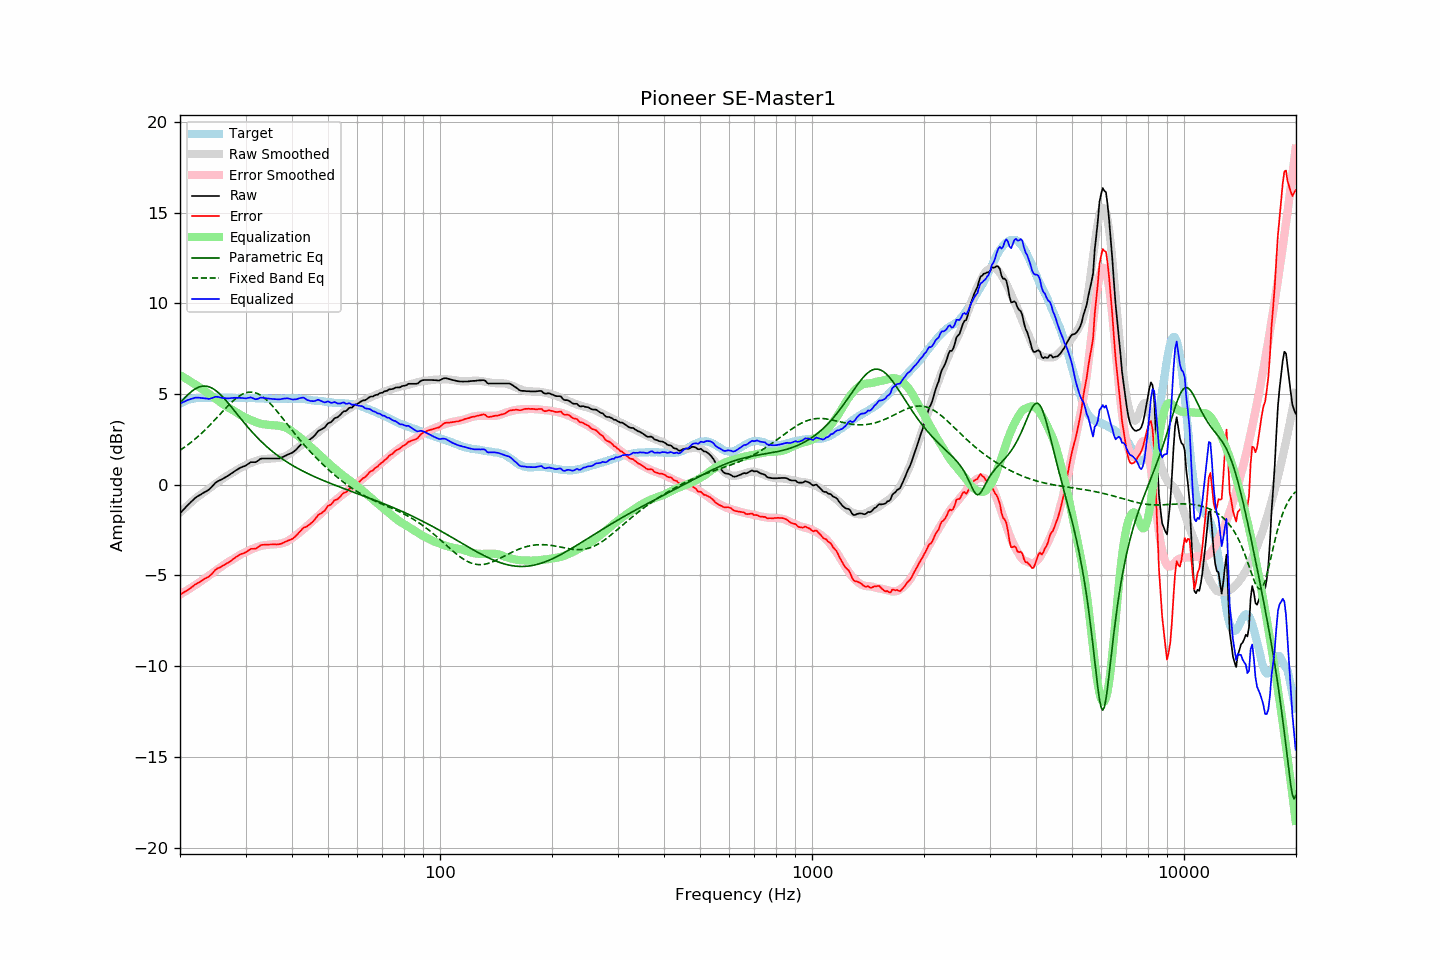 Pioneer SE-Master1
Target
Raw Smoothed
Error Smoothed
Raw
Error
Equalization
Parametric Eq
Fixed Band Eq
Equalized
20
15
10
5
0
−5
−10
−15
−20
Amplitude (dBr)
100
1000
10000
Frequency (Hz)